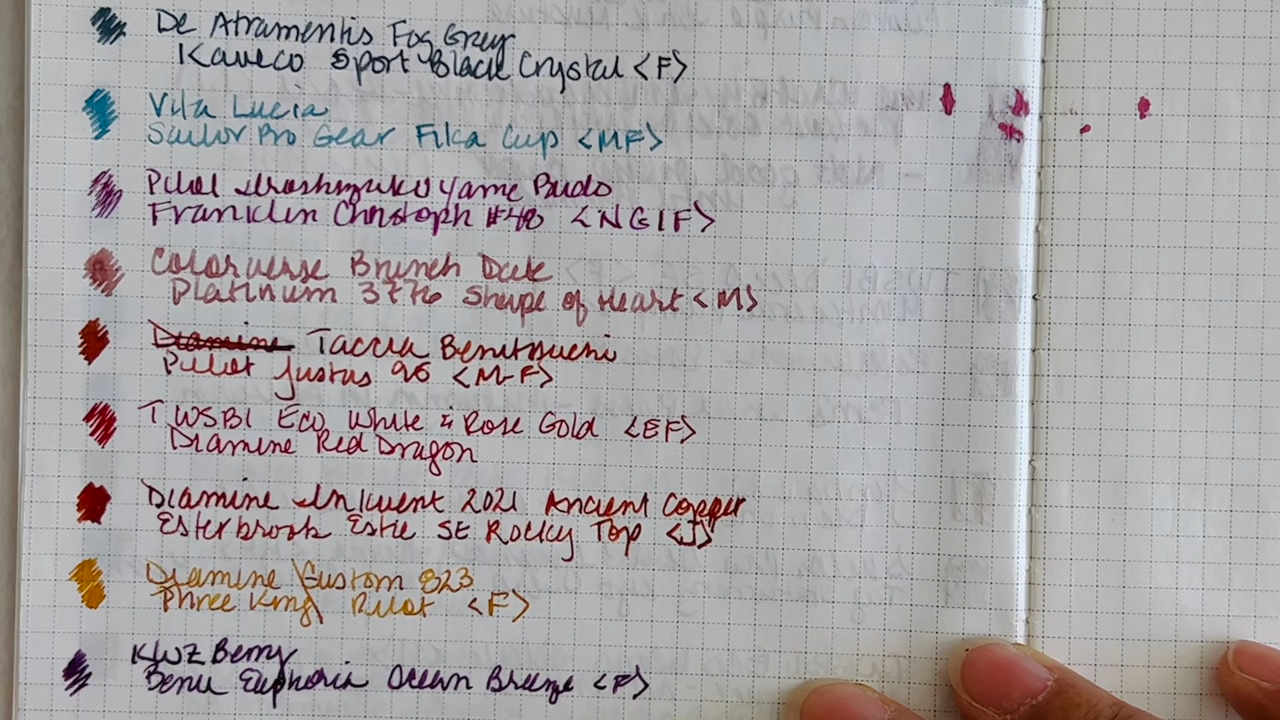 De Atramentis Fog Grey
Kaweco Sport Black Crystal <F>
Vita Lucia
Sailor Pro Gear Fika Cup <MF>
Pilot Iroshizuku Yama Budo
Franklin Christoph #48 <NGIF>
Colorverse Brunch Date
Platinum 3776 Shape of Heart <M>
Diamine Taccia Benitguchi
Pilot Justus 95 <M-F>
TWSBI Eco White & Rose Gold <EF>
Diamine Red Dragon
Diamine Inkvent 2021 Ancient Copper
Esterbrook Estie SE Rocky Top <J>
Diamine \ Custom 823
Three King \ Pilot <F>
KWZ Berry
Benu Euphoria Ocean Breeze <F>